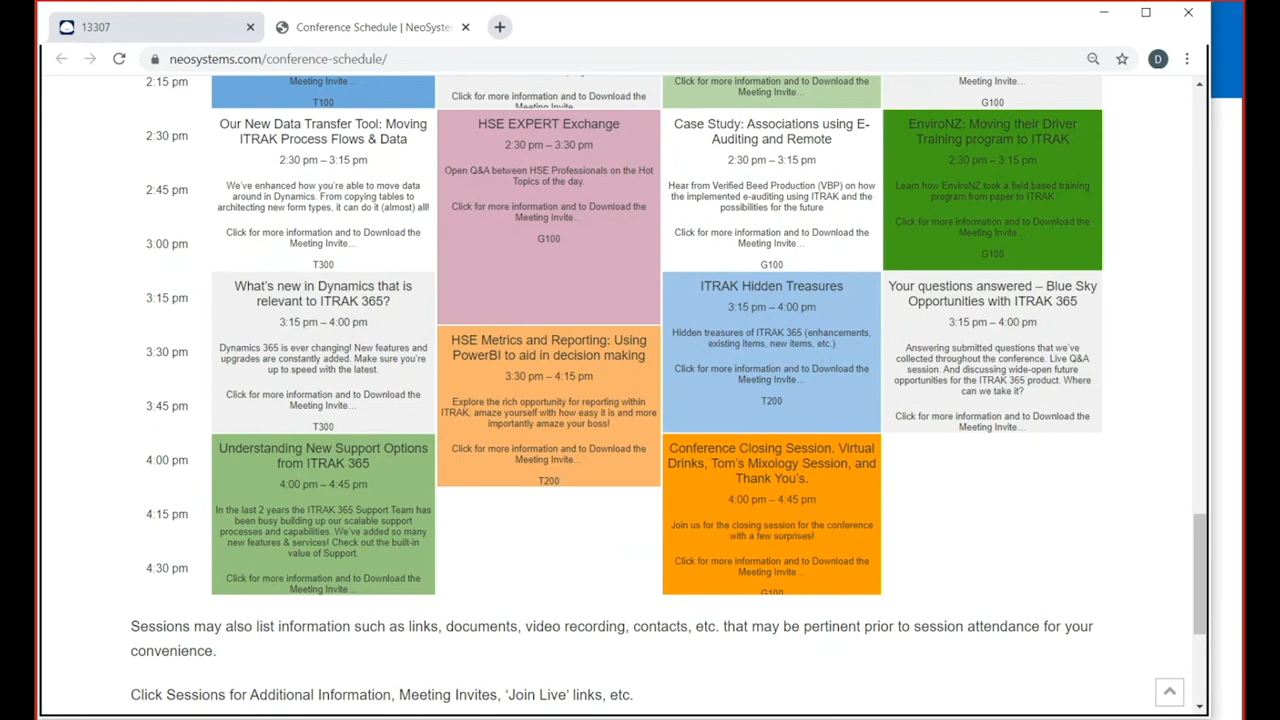 13307
Conference Schedule | NeoSyste
neosystems.com/conference-schedule/
D
2:15 pm
2:30 pm
2:45 pm
3:00 pm
3:15 pm
3:30 pm
3:45 pm
4:00 pm
4:15 pm
4:30 pm
Meeting Invite...
T100
Our New Data Transfer Tool: Moving
ITRAK Process Flows & Data
2:30 pm – 3:15 pm
We've enhanced how you're able to move data
around in Dynamics. From copying tables to
architecting new form types, it can do it (almost) all!
Click for more information and to Download the
Meeting Invite...
T300
What's new in Dynamics that is
relevant to ITRAK 365?
3:15 pm – 4:00 pm
Dynamics 365 is ever changing! New features and
upgrades are constantly added. Make sure you're
up to speed with the latest.
Click for more information and to Download the
Meeting Invite...
T300
Understanding New Support Options
from ITRAK 365
4:00 pm – 4:45 pm
In the last 2 years the ITRAK 365 Support Team has
been busy building up our scalable support
processes and capabilities. We've added so many
new features & services! Check out the built-in
value of Support.
Click for more information and to Download the
Meeting Invite...
Click for more information and to Download the
Meeting Invite...
HSE EXPERT Exchange
2:30 pm – 3:30 pm
Open Q&A between HSE Professionals on the Hot
Topics of the day.
Click for more information and to Download the
Meeting Invite...
G100
HSE Metrics and Reporting: Using
PowerBI to aid in decision making
3:30 pm – 4:15 pm
Explore the rich opportunity for reporting within
ITRAK; amaze yourself with how easy it is and more
importantly amaze your boss!
Click for more information and to Download the
Meeting Invite...
T200
Click for more information and to Download the
Meeting Invite...
Case Study: Associations using E-
Auditing and Remote
2:30 pm – 3:15 pm
Hear from Verified Beed Production (VBP) on how
the implemented e-auditing using ITRAK and the
possibilities for the future
Click for more information and to Download the
Meeting Invite...
G100
ITRAK Hidden Treasures
3:15 pm – 4:00 pm
Hidden treasures of ITRAK 365 (enhancements,
existing items, new items, etc.)
Click for more information and to Download the
Meeting Invite...
T200
Conference Closing Session. Virtual
Drinks, Tom's Mixology Session, and
Thank You's.
4:00 pm – 4:45 pm
Join us for the closing session for the conference
with a few surprises!
Click for more information and to Download the
Meeting Invite...
G100
Meeting Invite...
G100
EnviroNZ: Moving their Driver
Training program to ITRAK
2:30 pm – 3:15 pm
Learn how EnviroNZ took a field based training
program from paper to ITRAK
Click for more information and to Download the
Meeting Invite...
G100
Your questions answered – Blue Sky
Opportunities with ITRAK 365
3:15 pm – 4:00 pm
Answering submitted questions that we've
collected throughout the conference. Live Q&A
session. And discussing wide-open future
opportunities for the ITRAK 365 product. Where
can we take it?
Click for more information and to Download the
Meeting Invite...
Sessions may also list information such as links, documents, video recording, contacts, etc. that may be pertinent prior to session attendance for your
convenience.
Click Sessions for Additional Information, Meeting Invites, 'Join Live' links, etc.